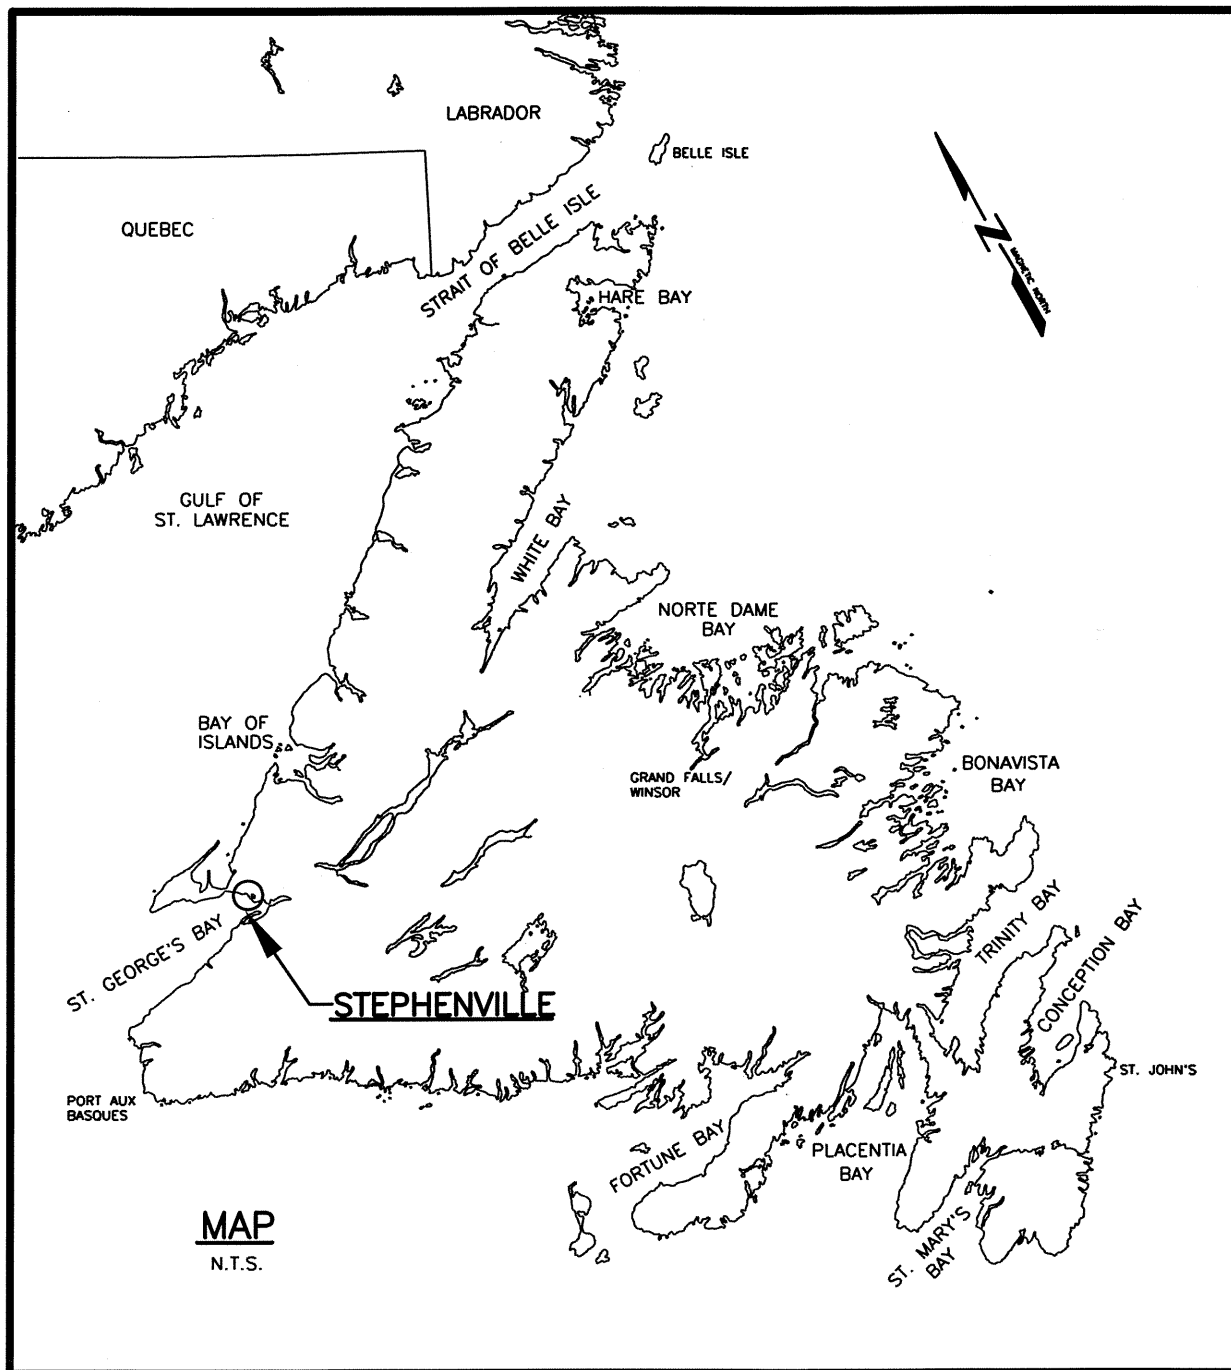 LABRADOR
BELLE ISLE
QUEBEC
STRAIT OF BELLE ISLE
N
MAGNETIC NORTH
HARE BAY
GULF OF
ST. LAWRENCE
WHITE BAY
NORTE DAME
BAY
BAY OF
ISLANDS
GRAND FALLS/
WINSOR
BONAVISTA
BAY
ST. GEORGE'S BAY
TRINITY BAY
CONCEPTION BAY
STEPHENVILLE
ST. JOHN'S
PORT AUX
BASQUES
FORTUNE BAY
PLACENTIA
BAY
ST. MARY'S
BAY
MAP
N.T.S.